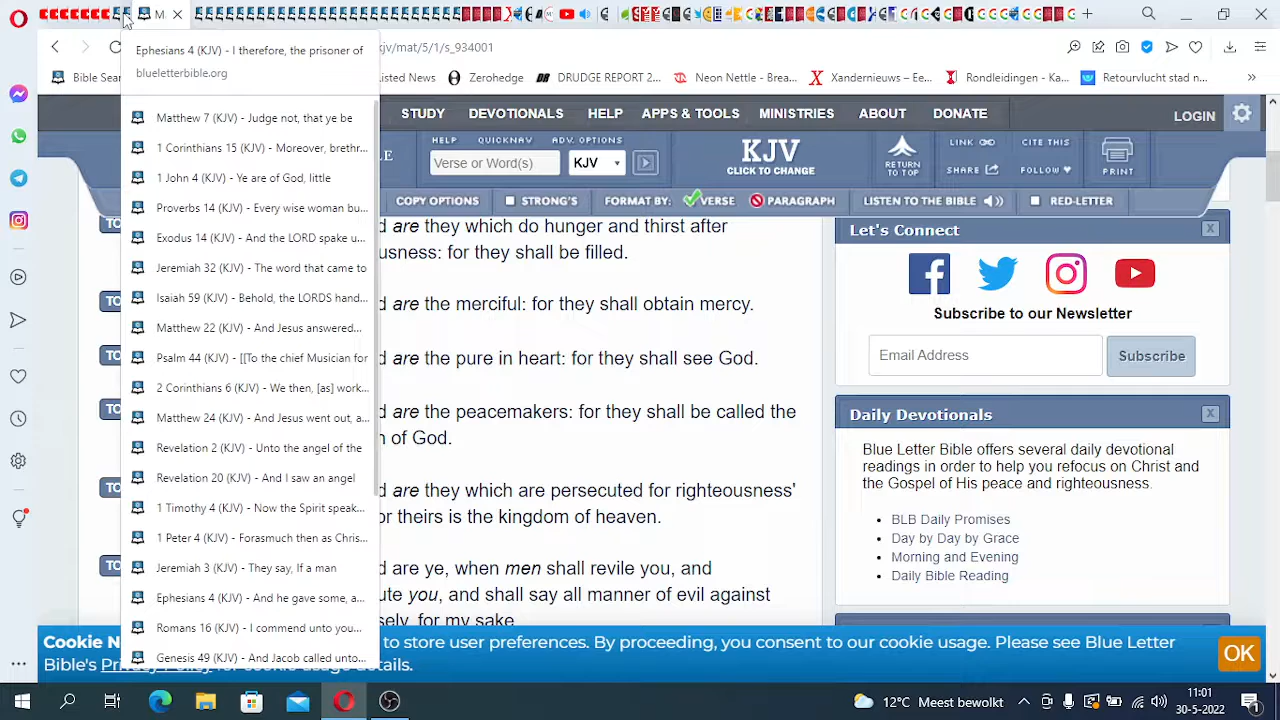 M
Ephesians 4 (KJV) - I therefore, the prisoner of
blueletterbible.org
kjv/mat/5/1/s_934001
Bible Sear
listed News
Zerohedge
DRUDGE REPORT 2...
Neon Nettle - Brea...
Xandernieuws – Ee...
Rondleidingen - Ka...
Retourvlucht stad n...
»
STUDY
DEVOTIONALS
HELP
APPS & TOOLS
MINISTRIES
ABOUT
DONATE
LOGIN
HELP
QUICKNAV
ADV. OPTIONS
Verse or Word(s)
KJV
KJV
CLICK TO CHANGE
RETURN
TO TOP
LINK
CITE THIS
SHARE
FOLLOW
PRINT
COPY OPTIONS
STRONG'S
FORMAT BY:
VERSE
PARAGRAPH
LISTEN TO THE BIBLE
RED-LETTER
Matthew 7 (KJV) - Judge not, that ye be
1 Corinthians 15 (KJV) - Moreover, brethr...
1 John 4 (KJV) - Ye are of God, little
Proverbs 14 (KJV) - Every wise woman bu...
Exodus 14 (KJV) - And the LORD spake u...
Jeremiah 32 (KJV) - The word that came to
Isaiah 59 (KJV) - Behold, the LORDS hand...
Matthew 22 (KJV) - And Jesus answered...
Psalm 44 (KJV) - [[To the chief Musician for
2 Corinthians 6 (KJV) - We then, [as] work...
Matthew 24 (KJV) - And Jesus went out, a...
Revelation 2 (KJV) - Unto the angel of the
Revelation 20 (KJV) - And I saw an angel
1 Timothy 4 (KJV) - Now the Spirit speak...
1 Peter 4 (KJV) - Forasmuch then as Chris...
Jeremiah 3 (KJV) - They say, If a man
Ephesians 4 (KJV) - And he gave some, a...
Romans 16 (KJV) - I commend unto you...
Genesis 49 (KJV) - And Jacob called unto...
d are they which do hunger and thirst after
usness: for they shall be filled.
d are the merciful: for they shall obtain mercy.
d are the pure in heart: for they shall see God.
d are the peacemakers: for they shall be called the
n of God.
d are they which are persecuted for righteousness'
or theirs is the kingdom of heaven.
d are ye, when men shall revile you, and
ute you, and shall say all manner of evil against
sely, for my sake
Let's Connect
X
Subscribe to our Newsletter
Email Address
Subscribe
Daily Devotionals
X
Blue Letter Bible offers several daily devotional
readings in order to help you refocus on Christ and
the Gospel of His peace and righteousness.
BLB Daily Promises
Day by Day by Grace
Morning and Evening
Daily Bible Reading
Cookie N
to store user preferences. By proceeding, you consent to our cookie usage. Please see Blue Letter
Bible's Privacy Policy for cookie usage details.
OK
12°C Meest bewolkt
11:01
30-5-2022
1